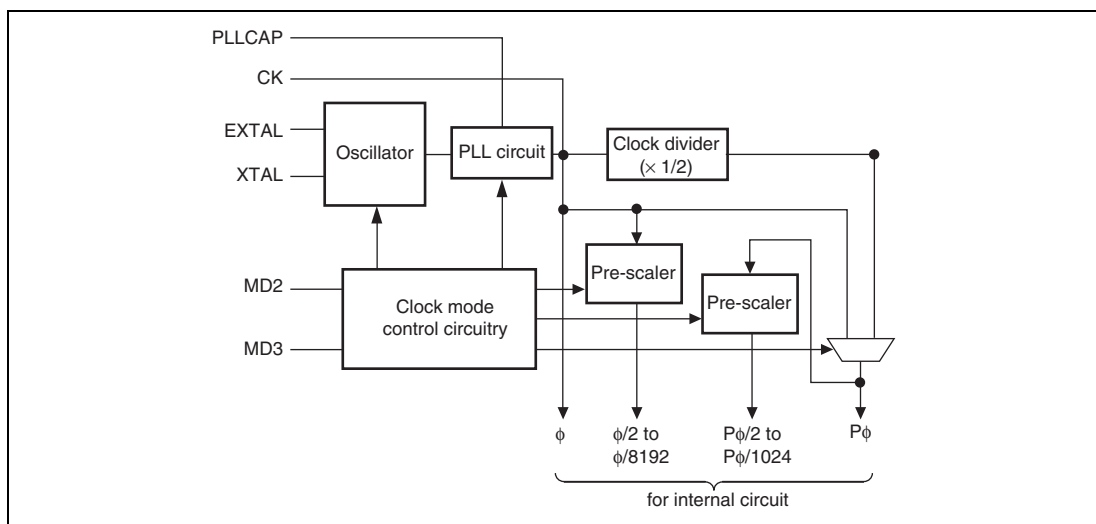 PLLCAP
CK
EXTAL
XTAL
Oscillator
PLL circuit
Clock divider
(× 1/2)
MD2
MD3
Clock mode
control circuitry
Pre-scaler
Pre-scaler
ϕ
ϕ/2 to
ϕ/8192
Pϕ/2 to
Pϕ/1024
Pϕ
for internal circuit